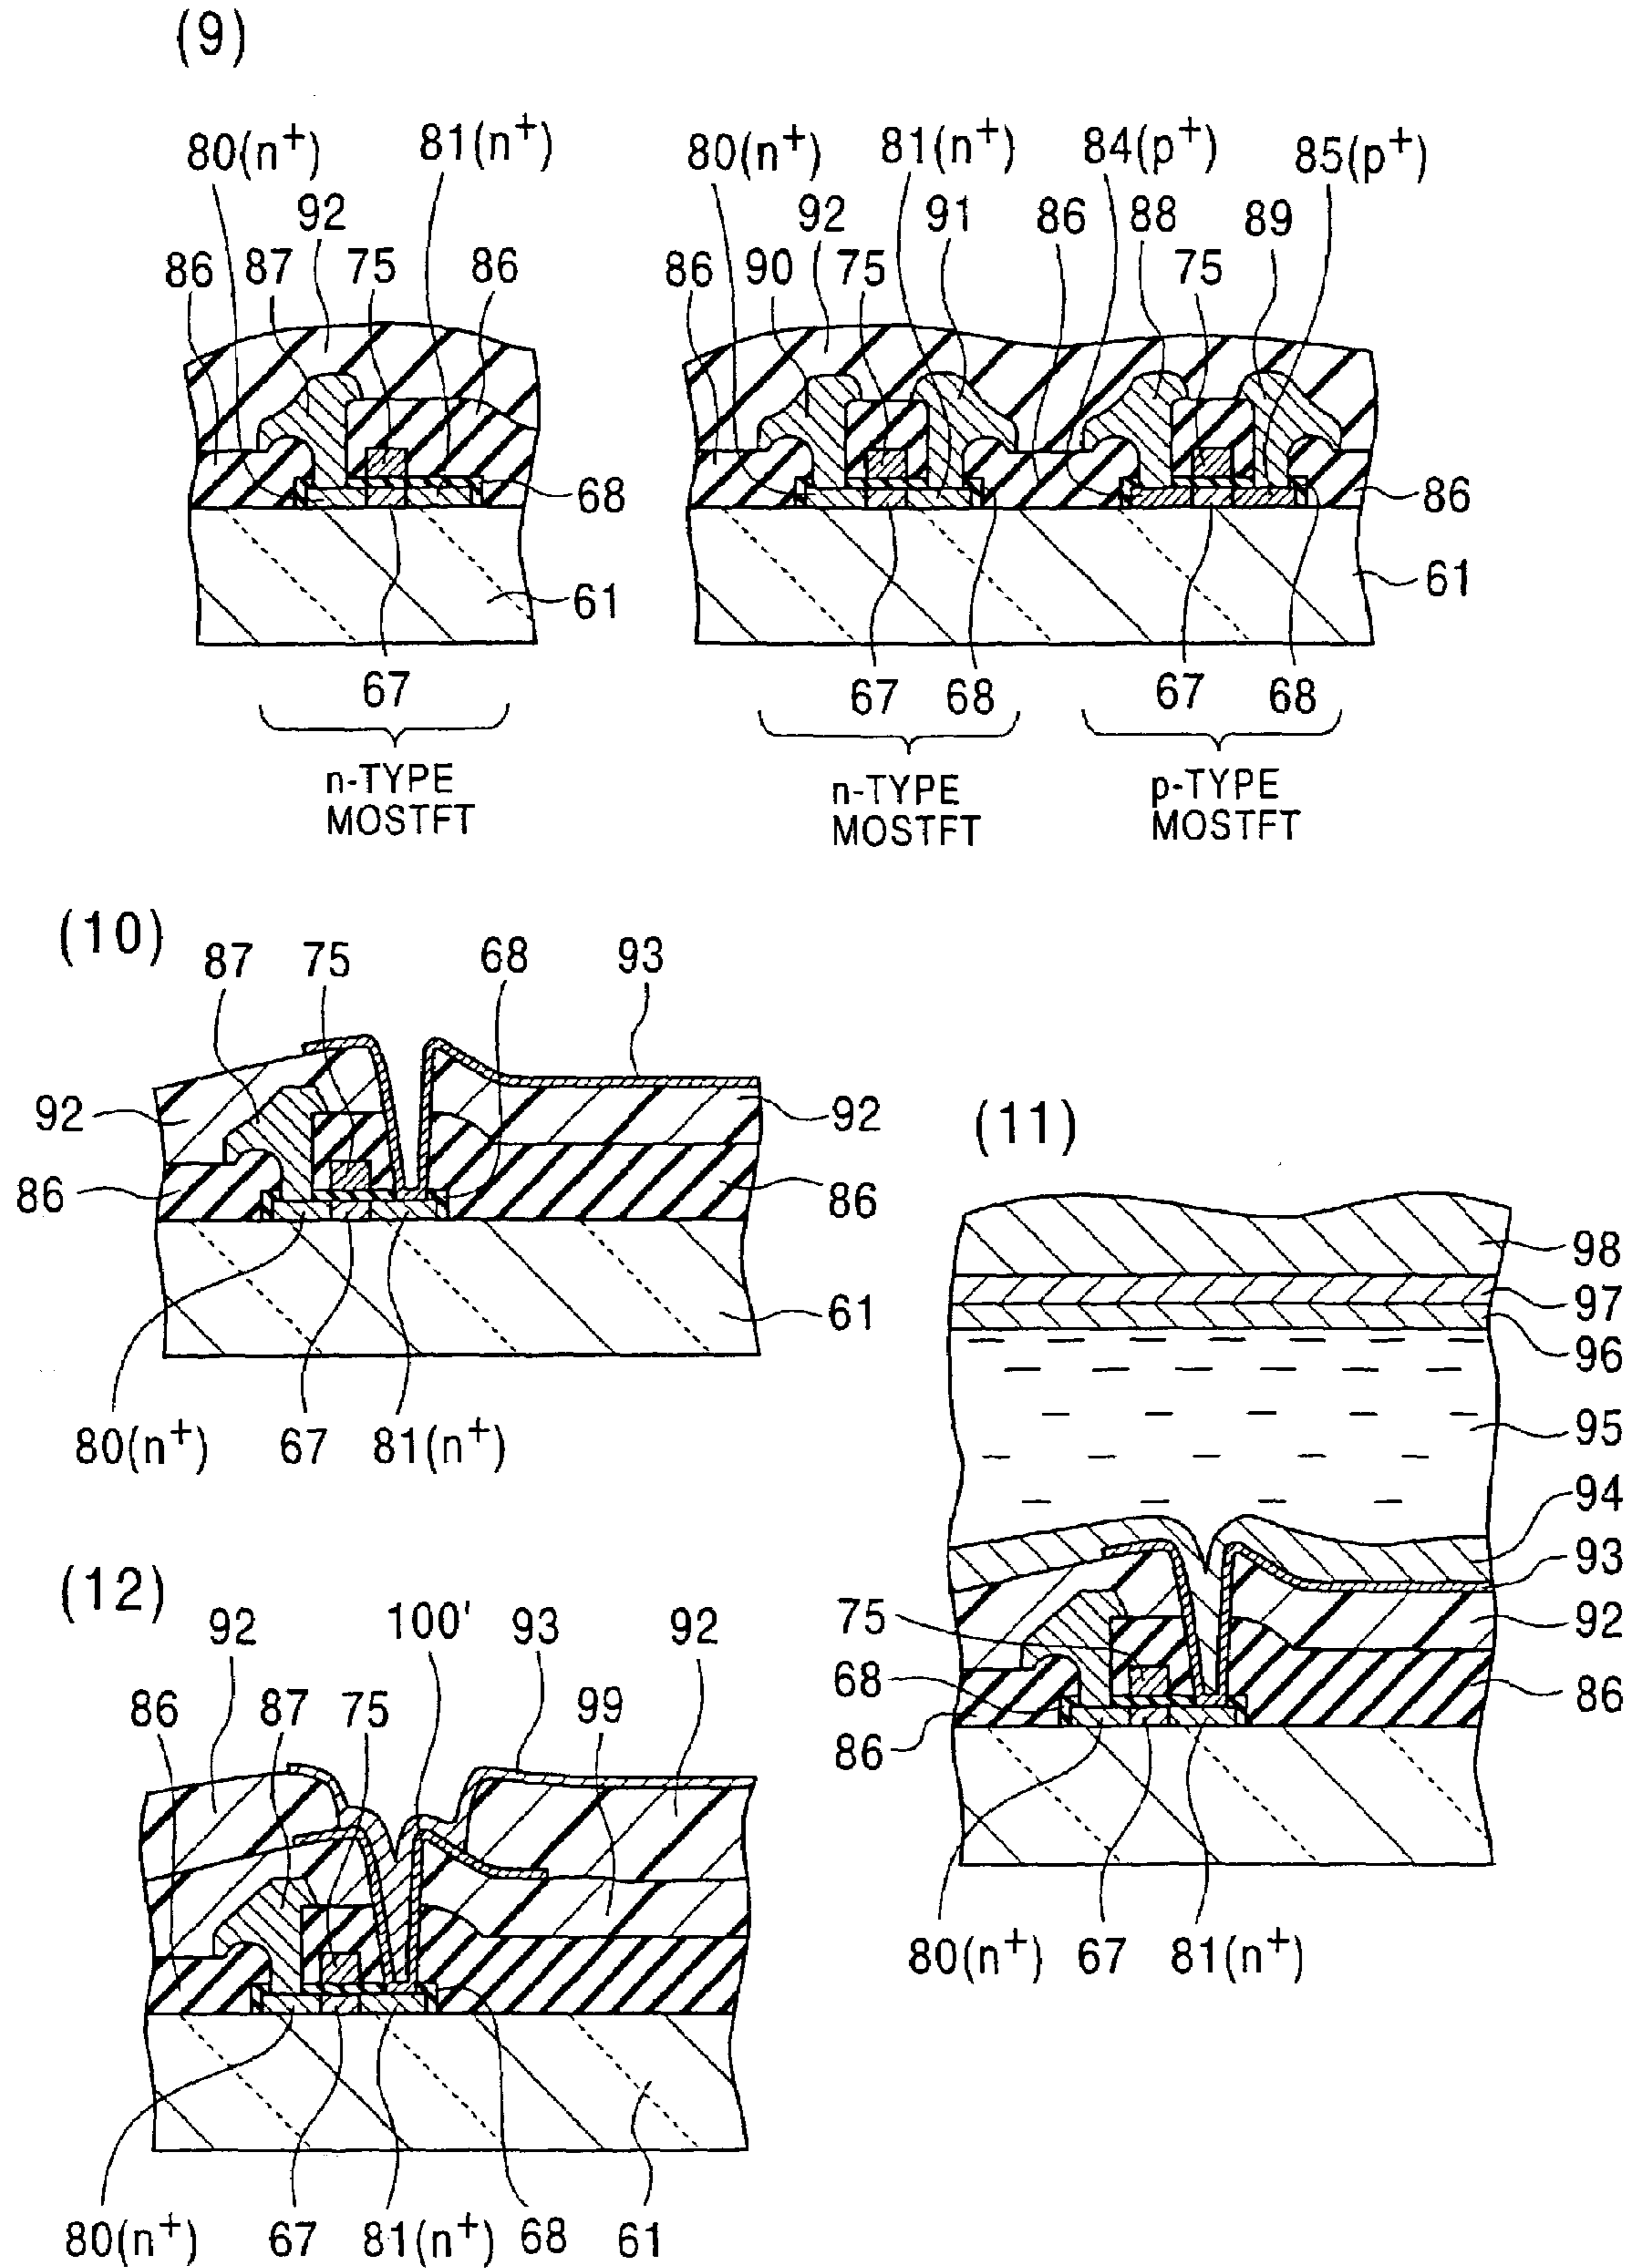 (9)
80(n+) 81(n+) 80(n+) 81(n+) 84(p+) 85(p+)
92 92 91 86 88 89
86 87 75 86 86 90 75 75
68 86
61 61
67 67 68 67 68
n-TYPE MOSTFT
n-TYPE MOSTFT
p-TYPE MOSTFT
(10)
87 75 68 93
92 92
86 86
61
80(n+) 67 81(n+)
(11)
98
97
96
95
94
93
75 92
68 86
86
80(n+) 67 81(n+)
(12)
92 100' 93 92
86 87 75 99
80(n+) 67 81(n+) 68 61